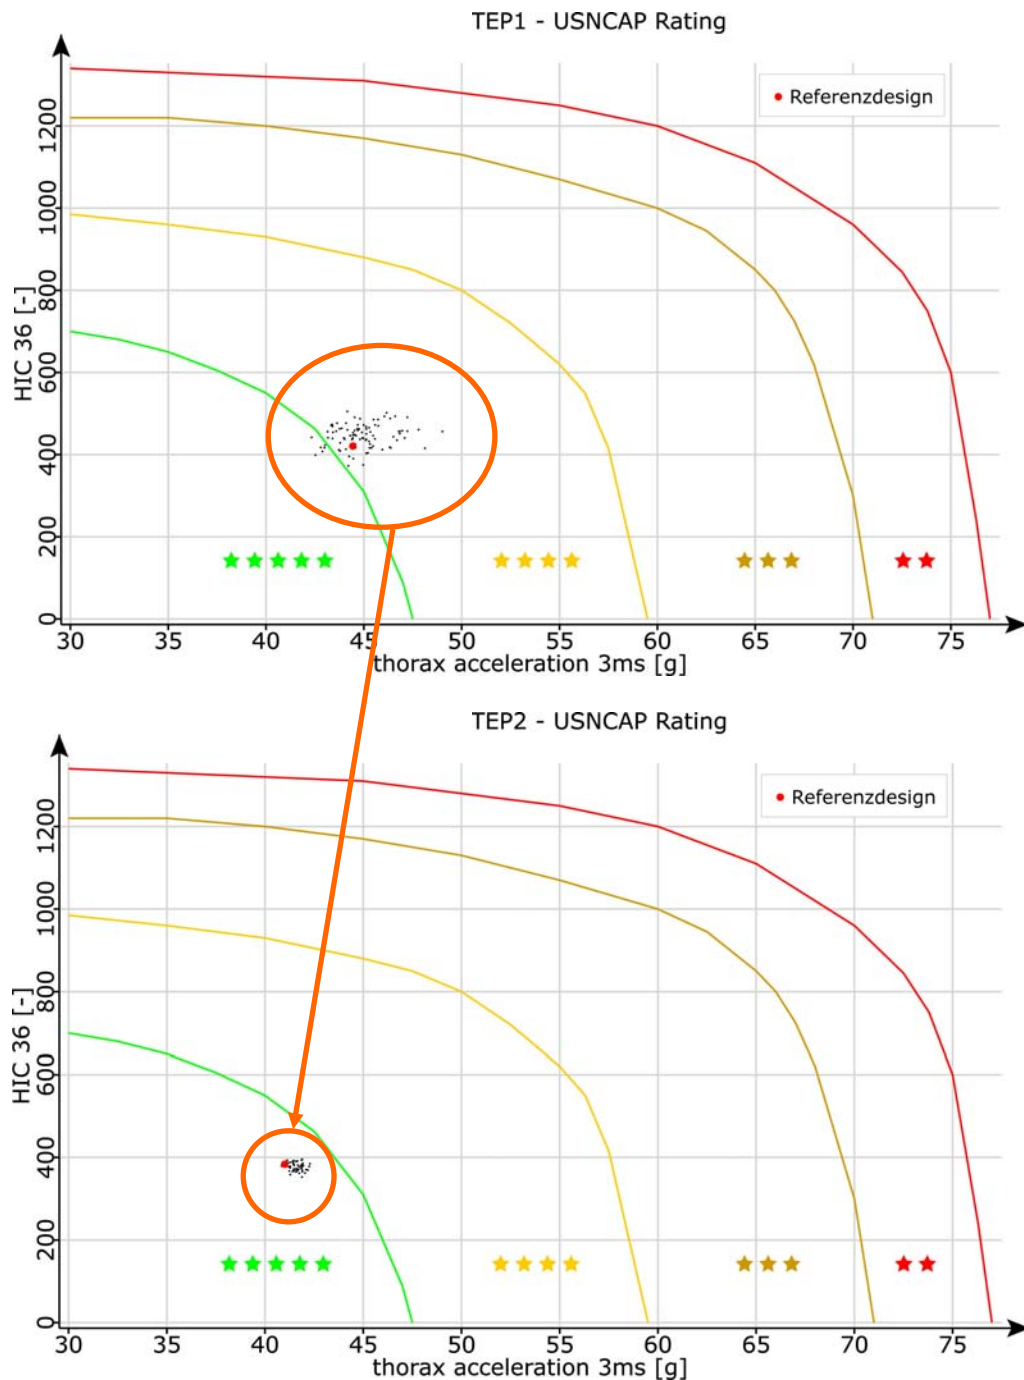 TEP1 - USNCAP Rating
Referenzdesign
HIC 36 [-]
1200
1000
800
600
400
200
0
30 35 40 45 50 55 60 65 70 75
thorax acceleration 3ms [g]
TEP2 - USNCAP Rating
Referenzdesign
HIC 36 [-]
1200
1000
800
600
400
200
0
30 35 40 45 50 55 60 65 70 75
thorax acceleration 3ms [g]